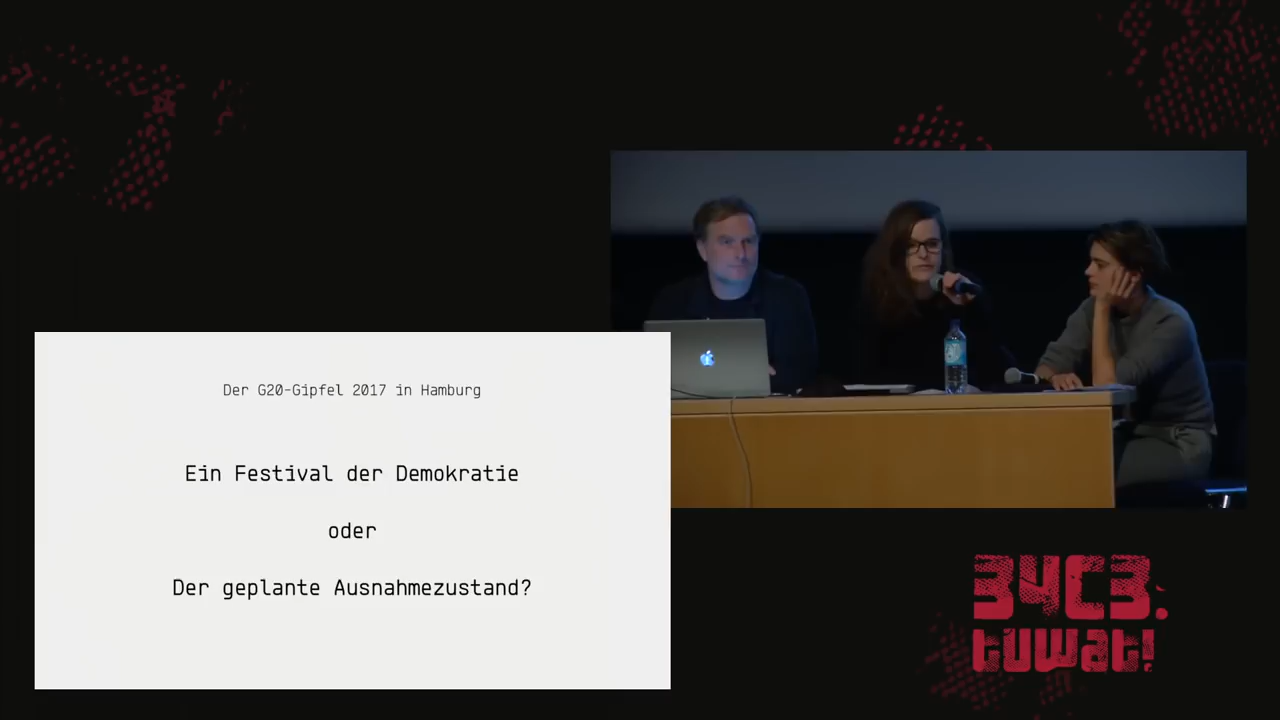 Der G20-Gipfel 2017 in Hamburg
Ein Festival der Demokratie
oder
Der geplante Ausnahmezustand?
34C3.
tuwat!